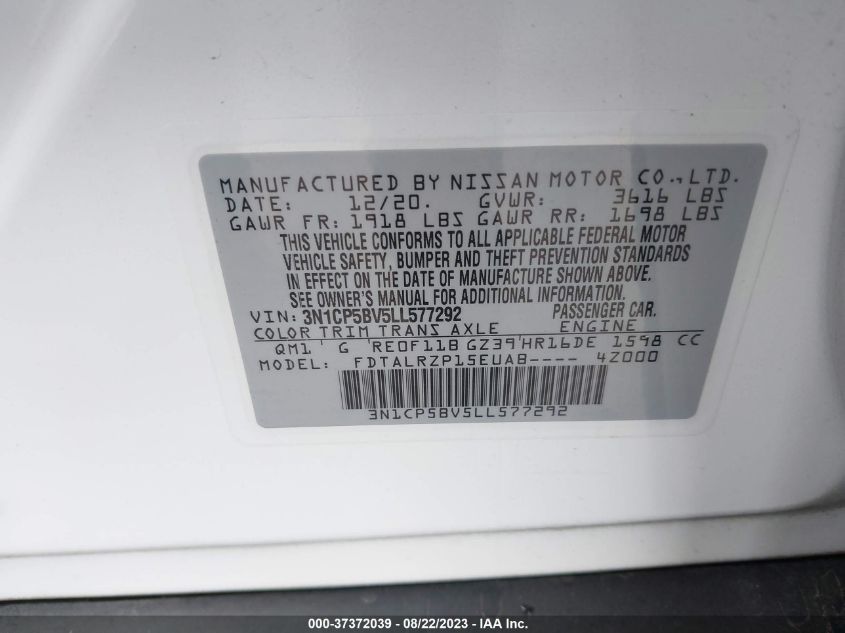 MANUFACTURED BY NISSAN MOTOR CO.,LTD.
DATE: 12/20. GVWR: 3616 LBS
GAWR FR: 1918 LBS GAWR RR: 1698 LBS
THIS VEHICLE CONFORMS TO ALL APPLICABLE FEDERAL MOTOR
VEHICLE SAFETY, BUMPER AND THEFT PREVENTION STANDARDS
IN EFFECT ON THE DATE OF MANUFACTURE SHOWN ABOVE.
SEE OWNER'S MANUAL FOR ADDITIONAL INFORMATION.
VIN: 3N1CP5BV5LL577292 PASSENGER CAR.
COLOR TRIM TRANS AXLE ENGINE
QM1' G 'RE0F11B GZ39'HR16DE 1598 CC
MODEL: FDTALRZP15EUAB---- 4Z000
3N1CP5BV5LL577292
000-37372039 / 08/22/2023 - IAA Inc.